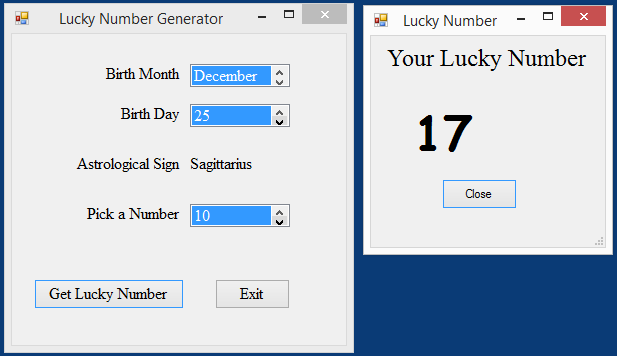 Lucky Number Generator
Birth Month December
Birth Day 25
Astrological Sign Sagittarius
Pick a Number 10
Get Lucky Number Exit
Lucky Number
Your Lucky Number
17
Close